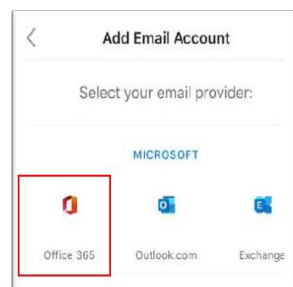 Add Email Account
Select your email provider:
MICROSOFT
Office 365 Outlook.com Exchange